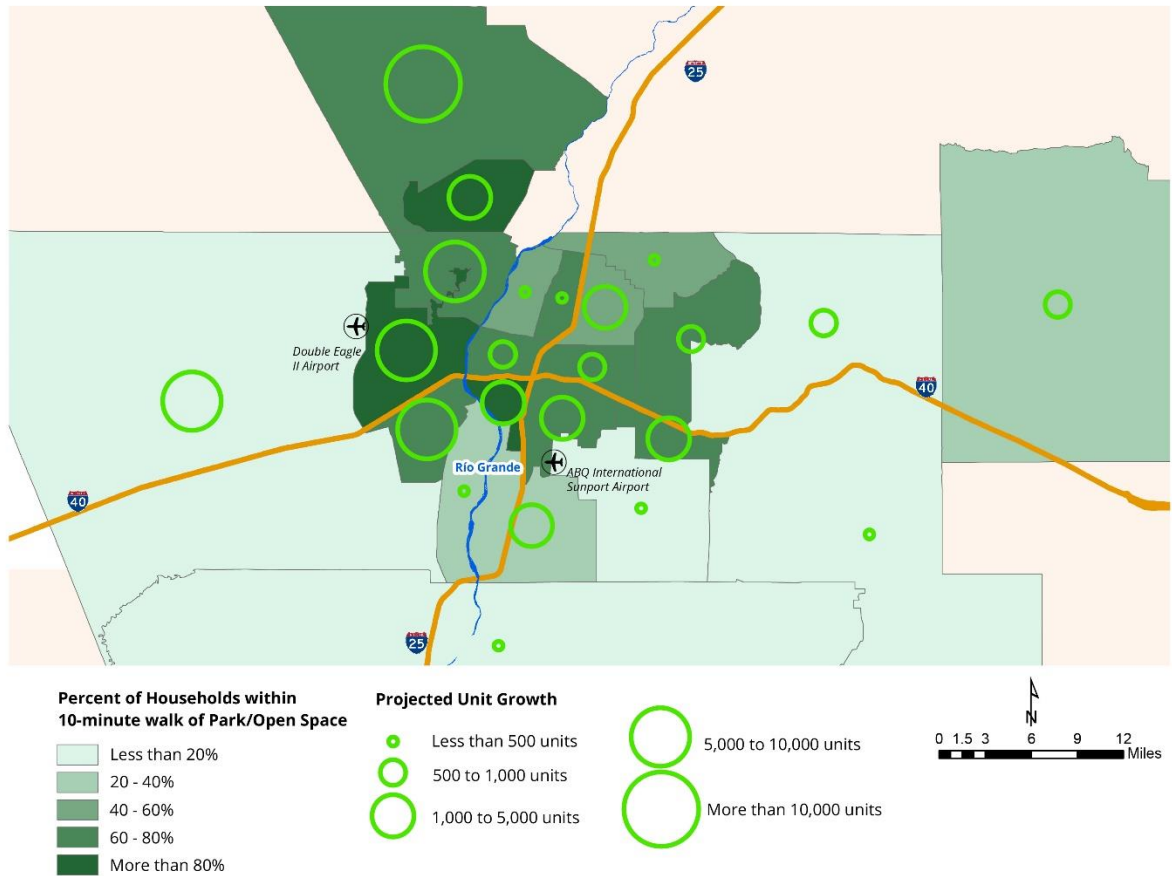 25
Double Eagle
II Airport
40
Río Grande
ABQ International
Sunport Airport
40
25
Percent of Households within
10-minute walk of Park/Open Space
Less than 20%
20 - 40%
40 - 60%
60 - 80%
More than 80%
Projected Unit Growth
Less than 500 units
500 to 1,000 units
1,000 to 5,000 units
5,000 to 10,000 units
More than 10,000 units
N
0 1.5 3 6 9 12
Miles